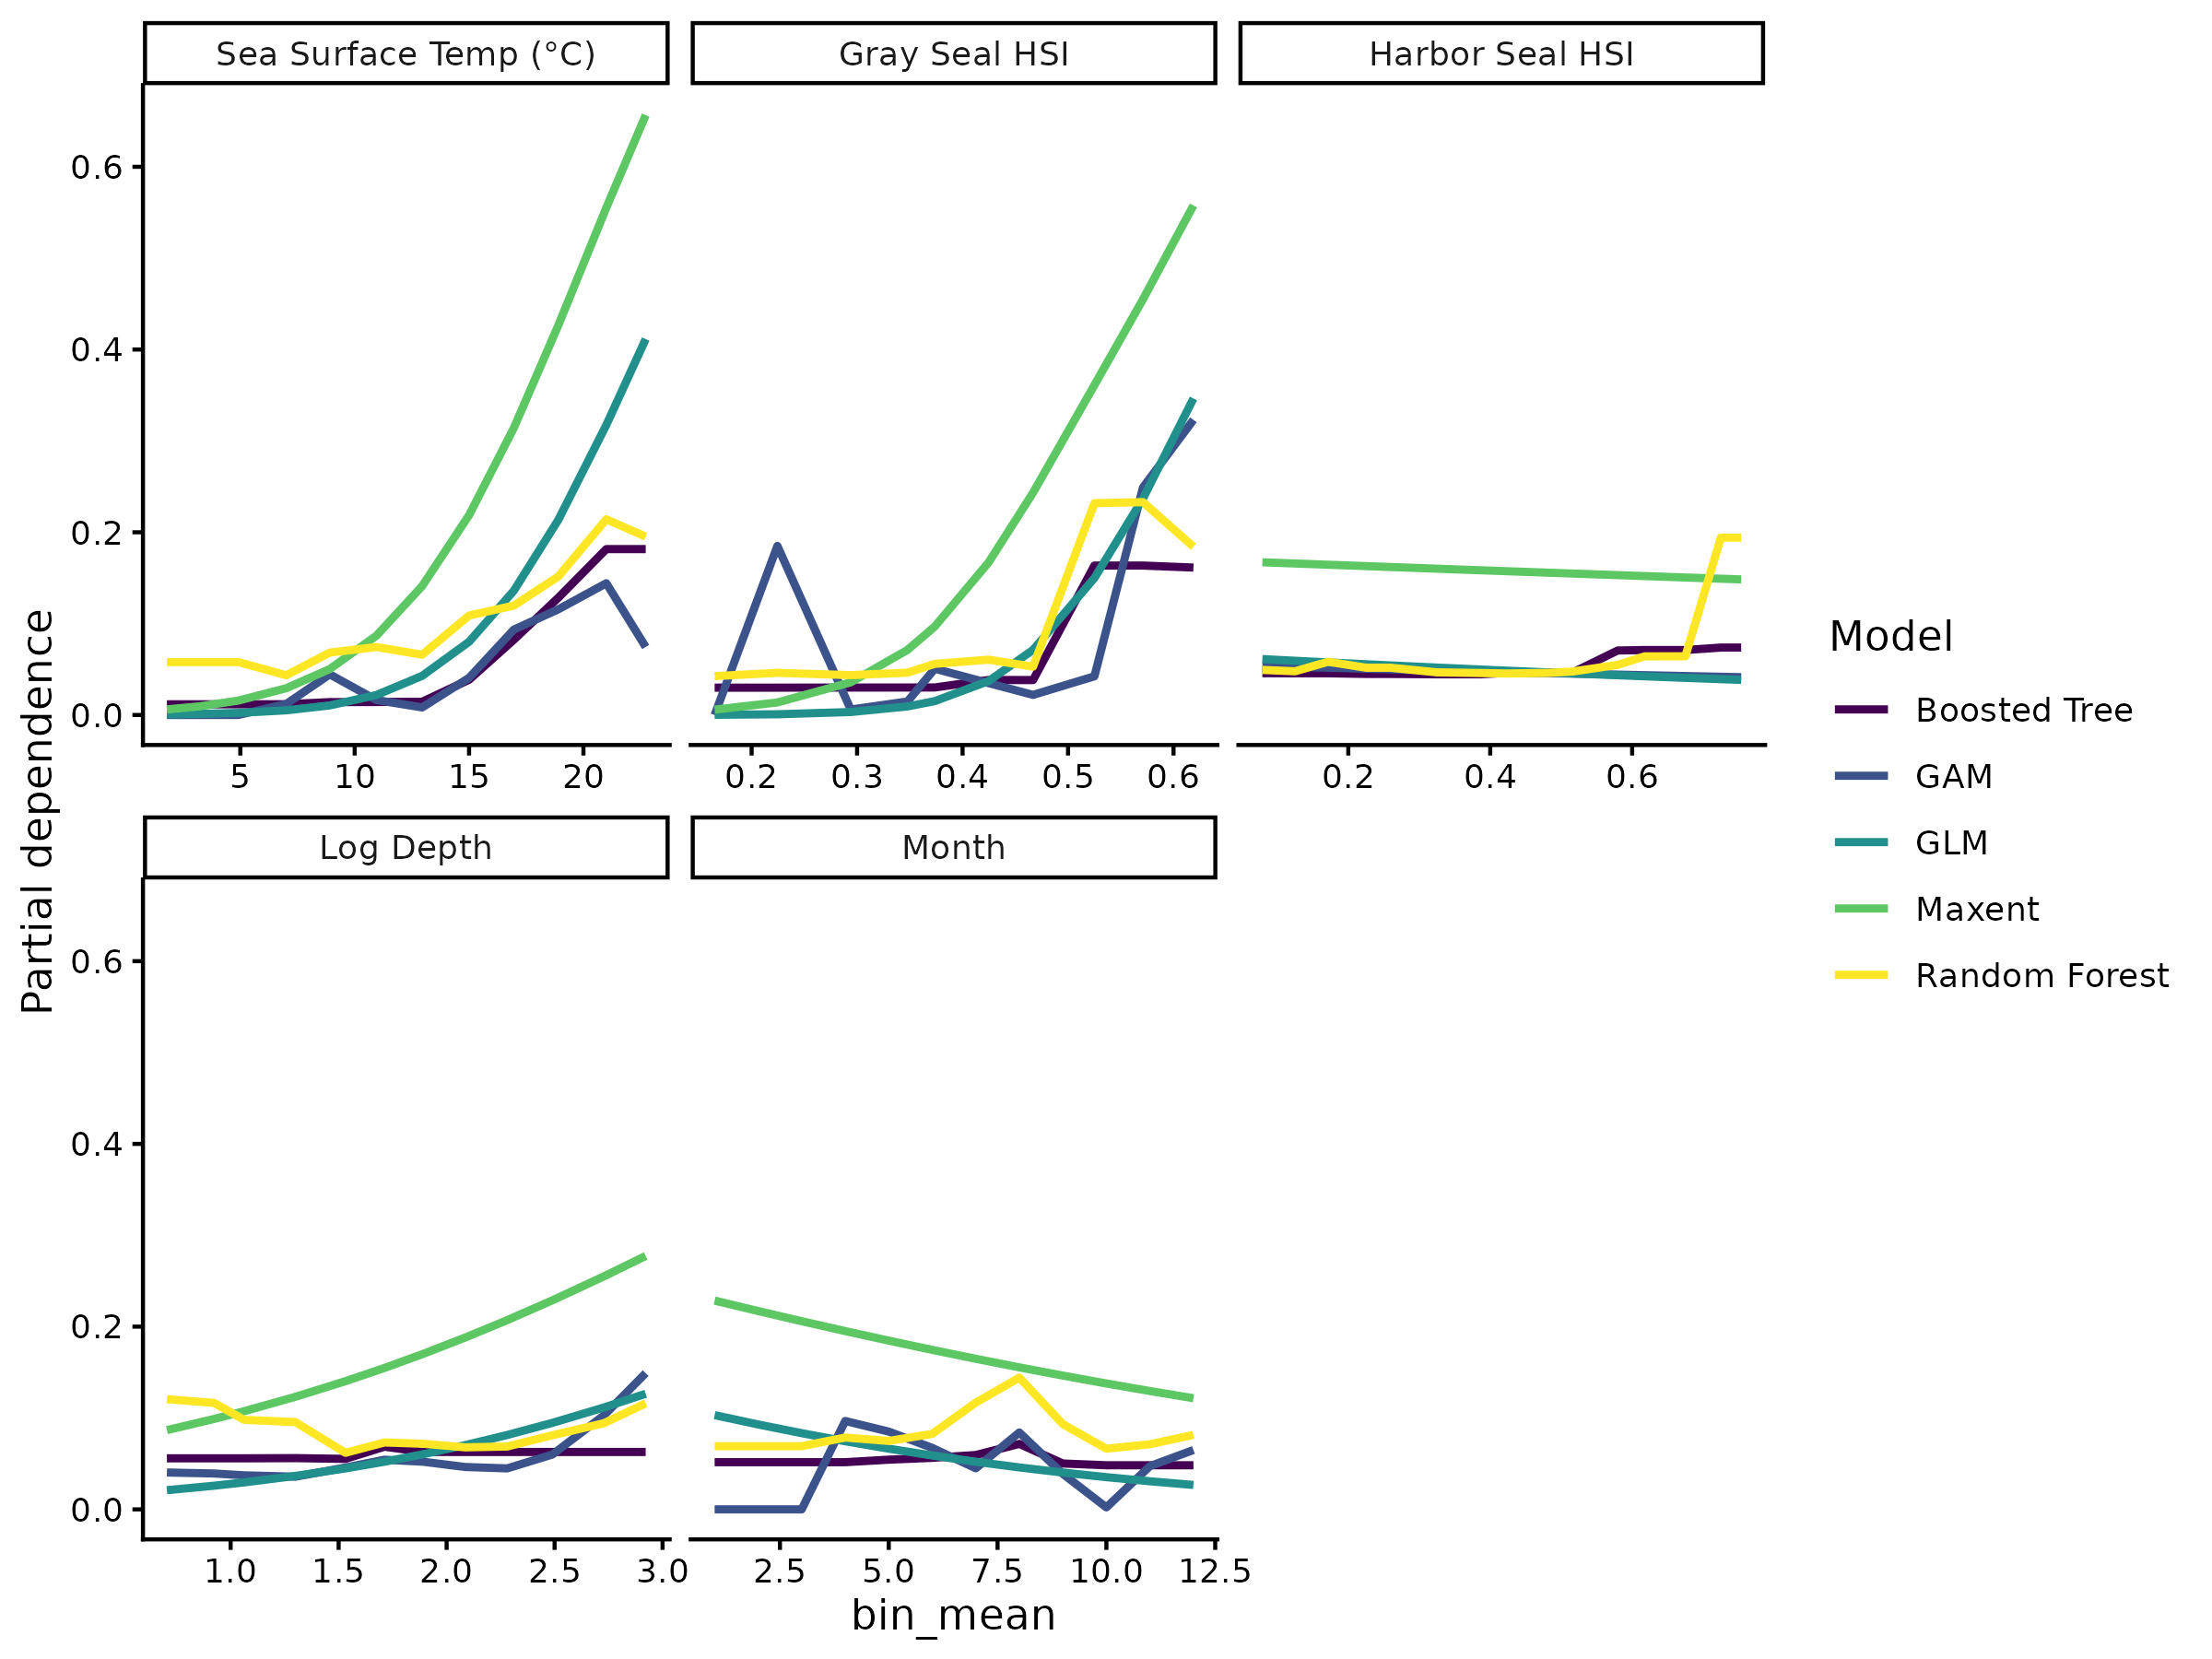 Sea Surface Temp (°C)
Gray Seal HSI
Harbor Seal HSI
0.6
0.4
0.2
0.0
5 10 15 20
0.2 0.3 0.4 0.5 0.6
0.2 0.4 0.6
Log Depth
Month
0.6
0.4
0.2
0.0
1.0 1.5 2.0 2.5 3.0
2.5 5.0 7.5 10.0 12.5
Partial dependence
bin_mean
Model
Boosted Tree
GAM
GLM
Maxent
Random Forest